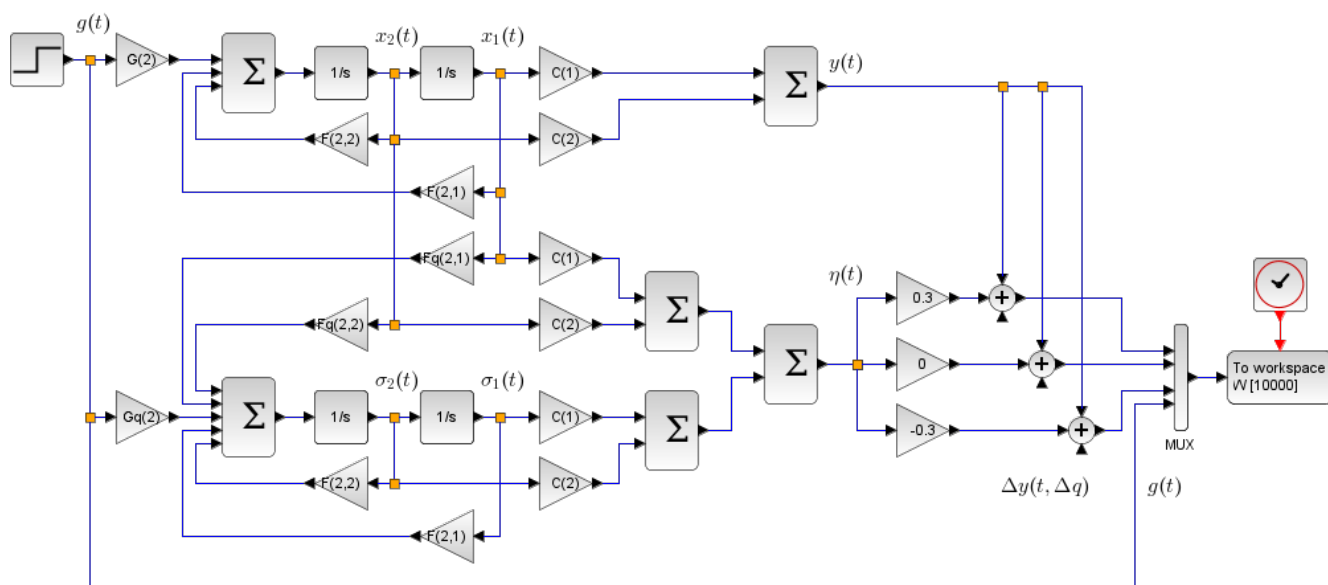 g(t)
x₂(t)
x₁(t)
G(2)
Σ
1/s
1/s
C(1)
Σ
y(t)
F(2,2)
C(2)
F(2,1)
Fq(2,1)
C(1)
Σ
Fq(2,2)
C(2)
Σ
η(t)
0.3
+
0
+
-0.3
+
To workspace
W [10000]
MUX
Gq(2)
Σ
σ₂(t)
σ₁(t)
1/s
1/s
C(1)
Σ
F(2,2)
C(2)
F(2,1)
Δy(t, Δq)
g(t)